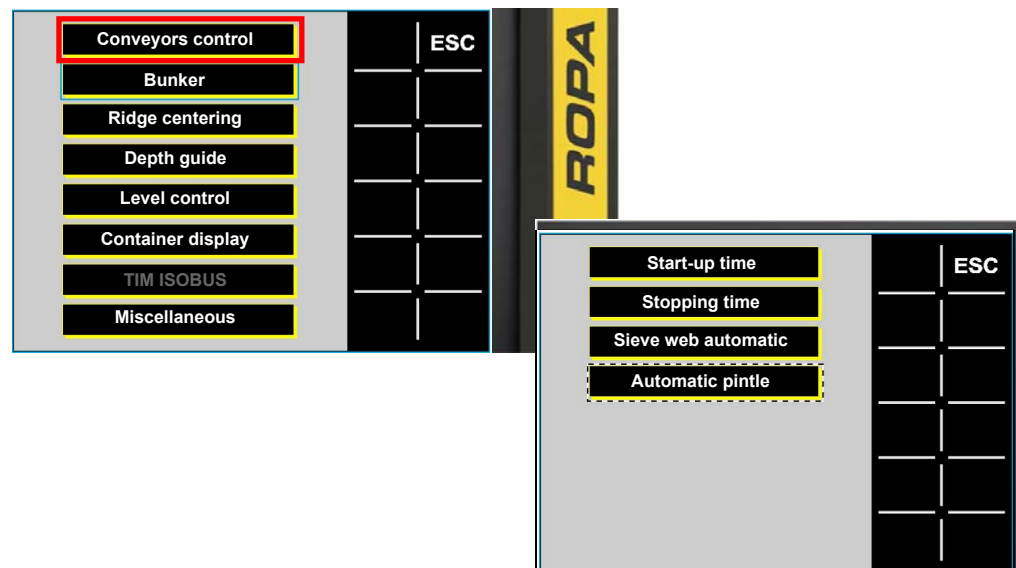 Conveyors control
ESC
Bunker
Ridge centering
Depth guide
Level control
Container display
TIM ISOBUS
Miscellaneous
ROPA
Start-up time
ESC
Stopping time
Sieve web automatic
Automatic pintle